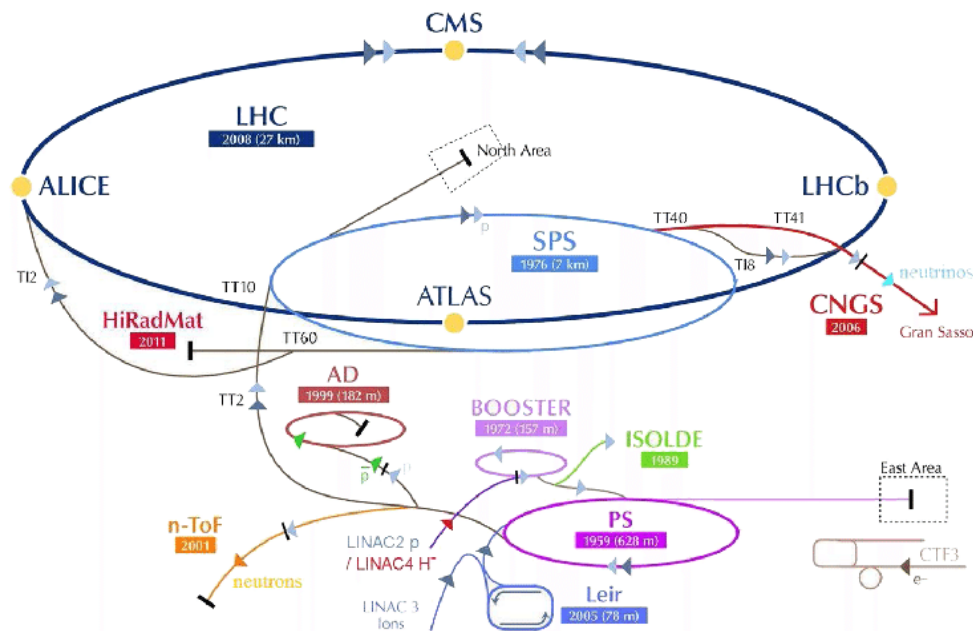 CMS
LHC
2008 (27 km)
North Area
ALICE
LHCb
TT40
TT41
p
SPS
1976 (7 km)
TI8
TI2
TT10
neutrinos
ATLAS
CNGS
2006
Gran Sasso
HiRadMat
2011
TT60
AD
1999 (182 m)
TT2
BOOSTER
1972 (157 m)
ISOLDE
1989
East Area
p̅
p
n-ToF
2001
PS
1959 (628 m)
LINAC2 p
/ LINAC4 H⁻
neutrons
CTF3
e–
LINAC 3
Ions
Leir
2005 (78 m)